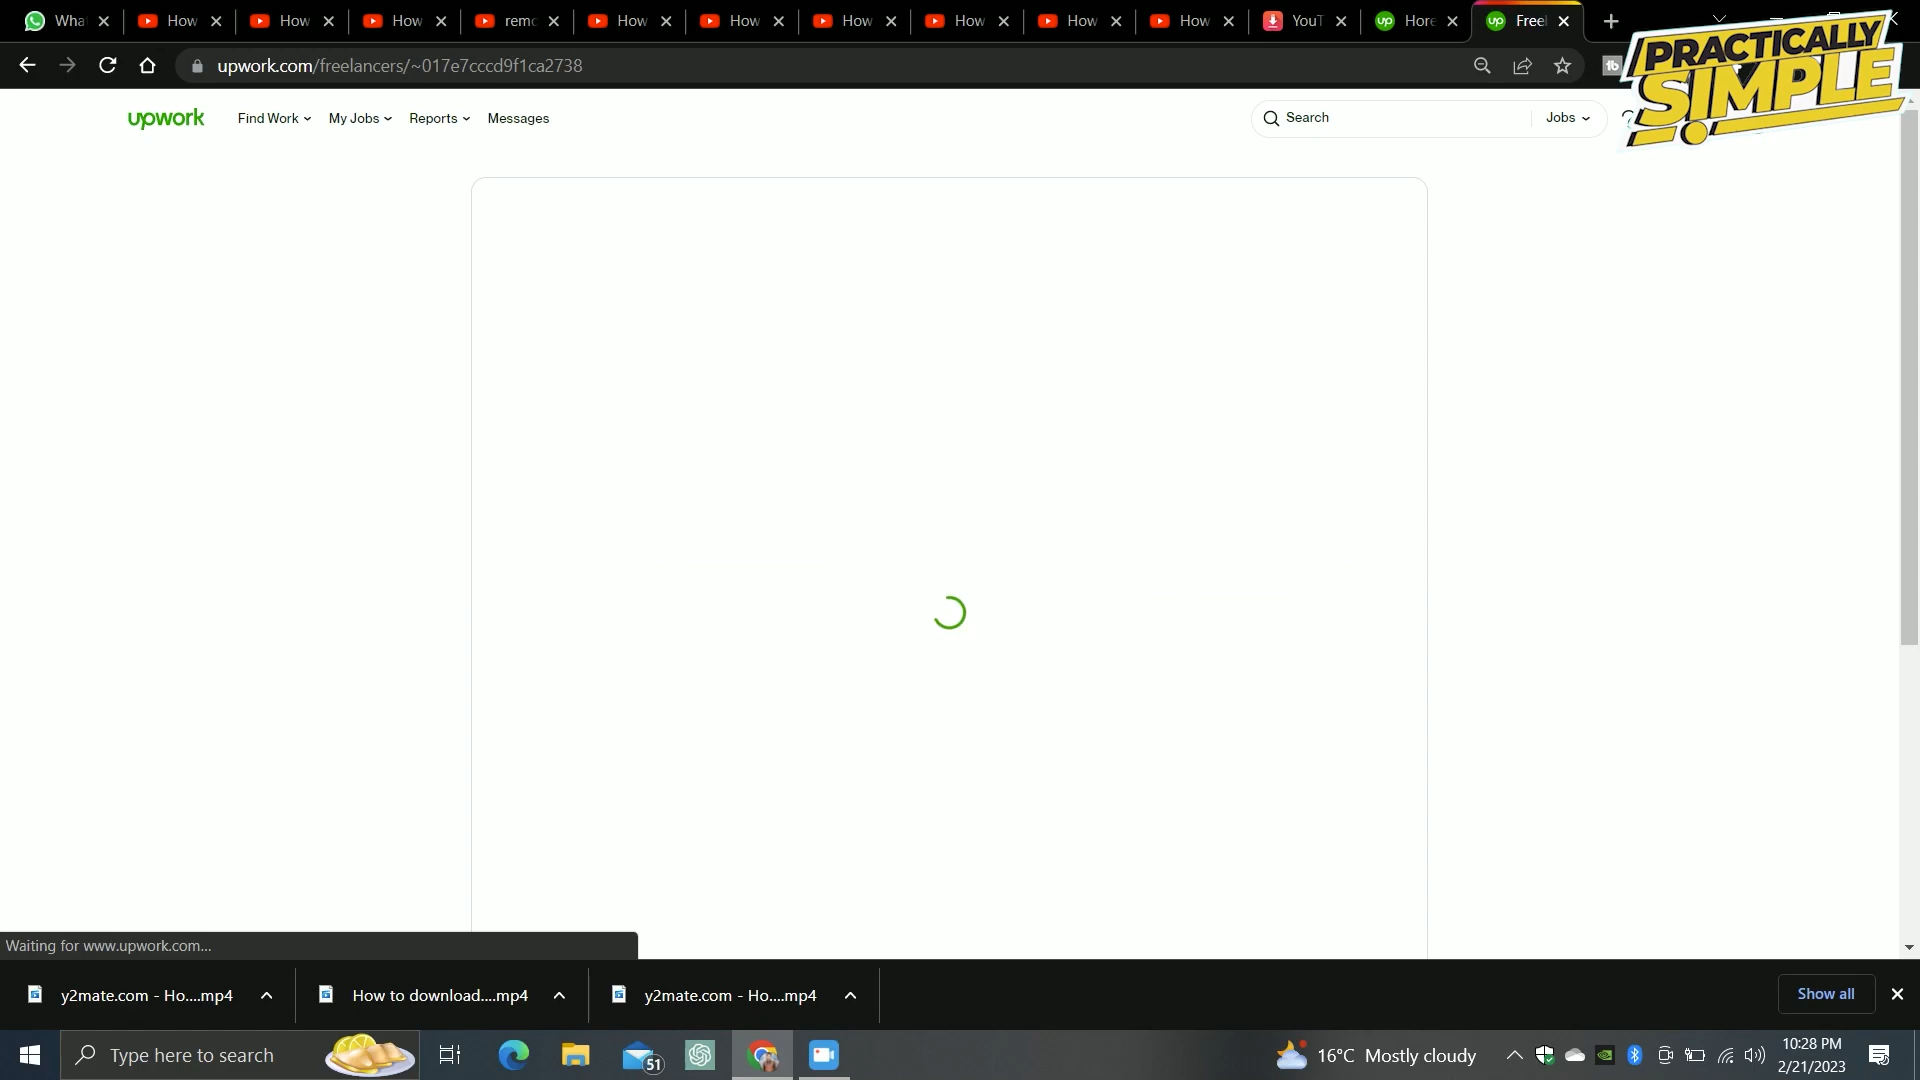 Wha
How
How
How
remo
How
How
How
How
How
How
YouT
Hore
Freel
upwork.com/freelancers/~017e7cccd9f1ca2738
tb
PRACTICALLY
SIMPLE
upwork
Find Work
My Jobs
Reports
Messages
Search
Jobs
Waiting for www.upwork.com...
y2mate.com - Ho....mp4
How to download....mp4
y2mate.com - Ho....mp4
Show all
Type here to search
51
16°C Mostly cloudy
10:28 PM
2/21/2023